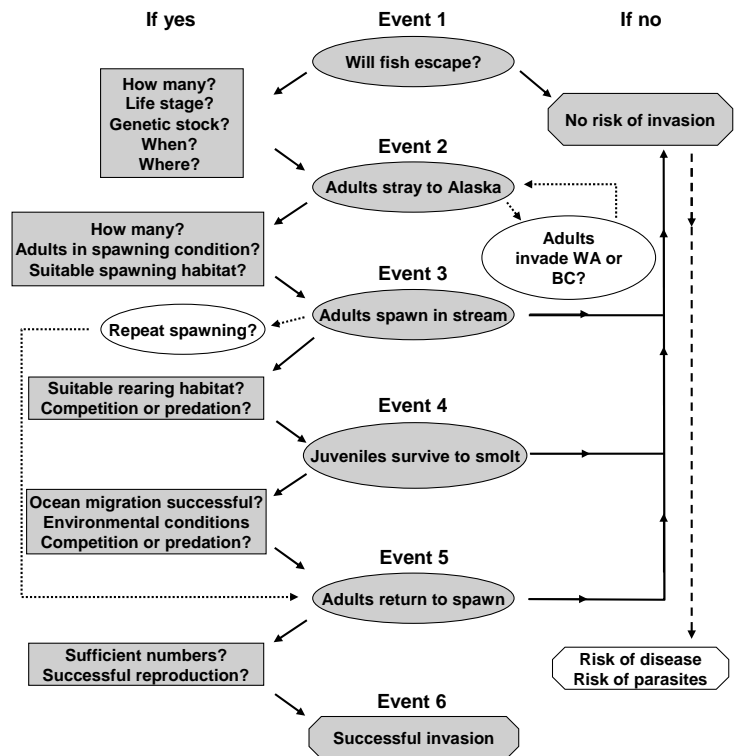 If yes
Event 1
If no
Will fish escape?
How many?
Life stage?
Genetic stock?
When?
Where?
No risk of invasion
Event 2
Adults stray to Alaska
How many?
Adults in spawning condition?
Suitable spawning habitat?
Adults
invade WA or
BC?
Event 3
Adults spawn in stream
Repeat spawning?
Suitable rearing habitat?
Competition or predation?
Event 4
Juveniles survive to smolt
Ocean migration successful?
Environmental conditions
Competition or predation?
Event 5
Adults return to spawn
Sufficient numbers?
Successful reproduction?
Risk of disease
Risk of parasites
Event 6
Successful invasion